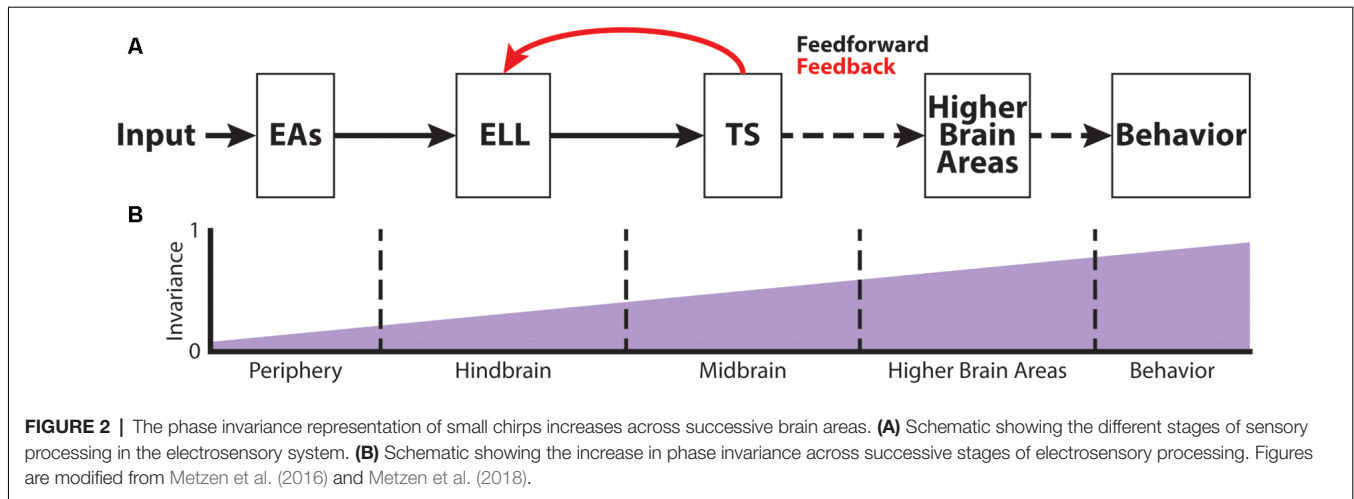 A
Feedforward
Feedback
Input
EAs
ELL
TS
Higher
Brain
Areas
Behavior
B
Invariance
1
0
Periphery
Hindbrain
Midbrain
Higher Brain Areas
Behavior
FIGURE 2 | The phase invariance representation of small chirps increases across successive brain areas. (A) Schematic showing the different stages of sensory
processing in the electrosensory system. (B) Schematic showing the increase in phase invariance across successive stages of electrosensory processing. Figures
are modified from Metzen et al. (2016) and Metzen et al. (2018).